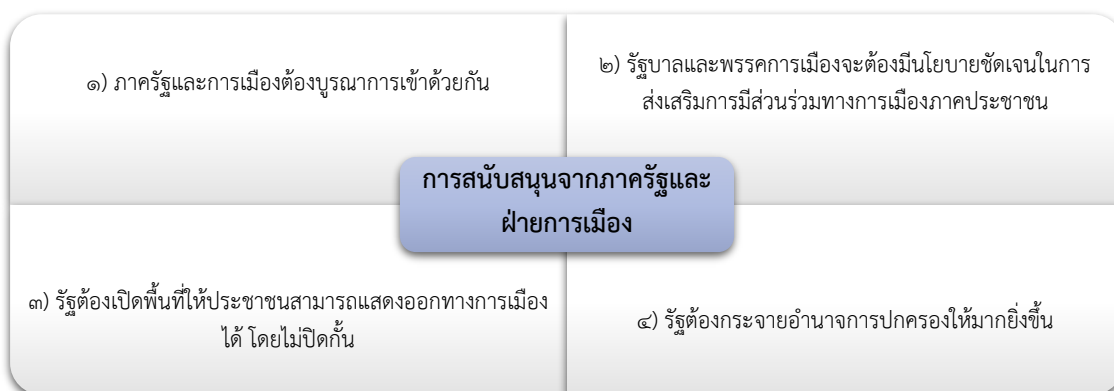 ๑) ภาครัฐและการเมืองต้องบูรณาการเข้าด้วยกัน
๒) รัฐบาลและพรรคการเมืองจะต้องมีนโยบายชัดเจนในการ
ส่งเสริมการมีส่วนร่วมทางการเมืองภาคประชาชน
การสนับสนุนจากภาครัฐและ
ฝ่ายการเมือง
๓) รัฐต้องเปิดพื้นที่ให้ประชาชนสามารถแสดงออกทางการเมือง
ได้ โดยไม่ปิดกั้น
๔) รัฐต้องกระจายอำนาจการปกครองให้มากยิ่งขึ้น